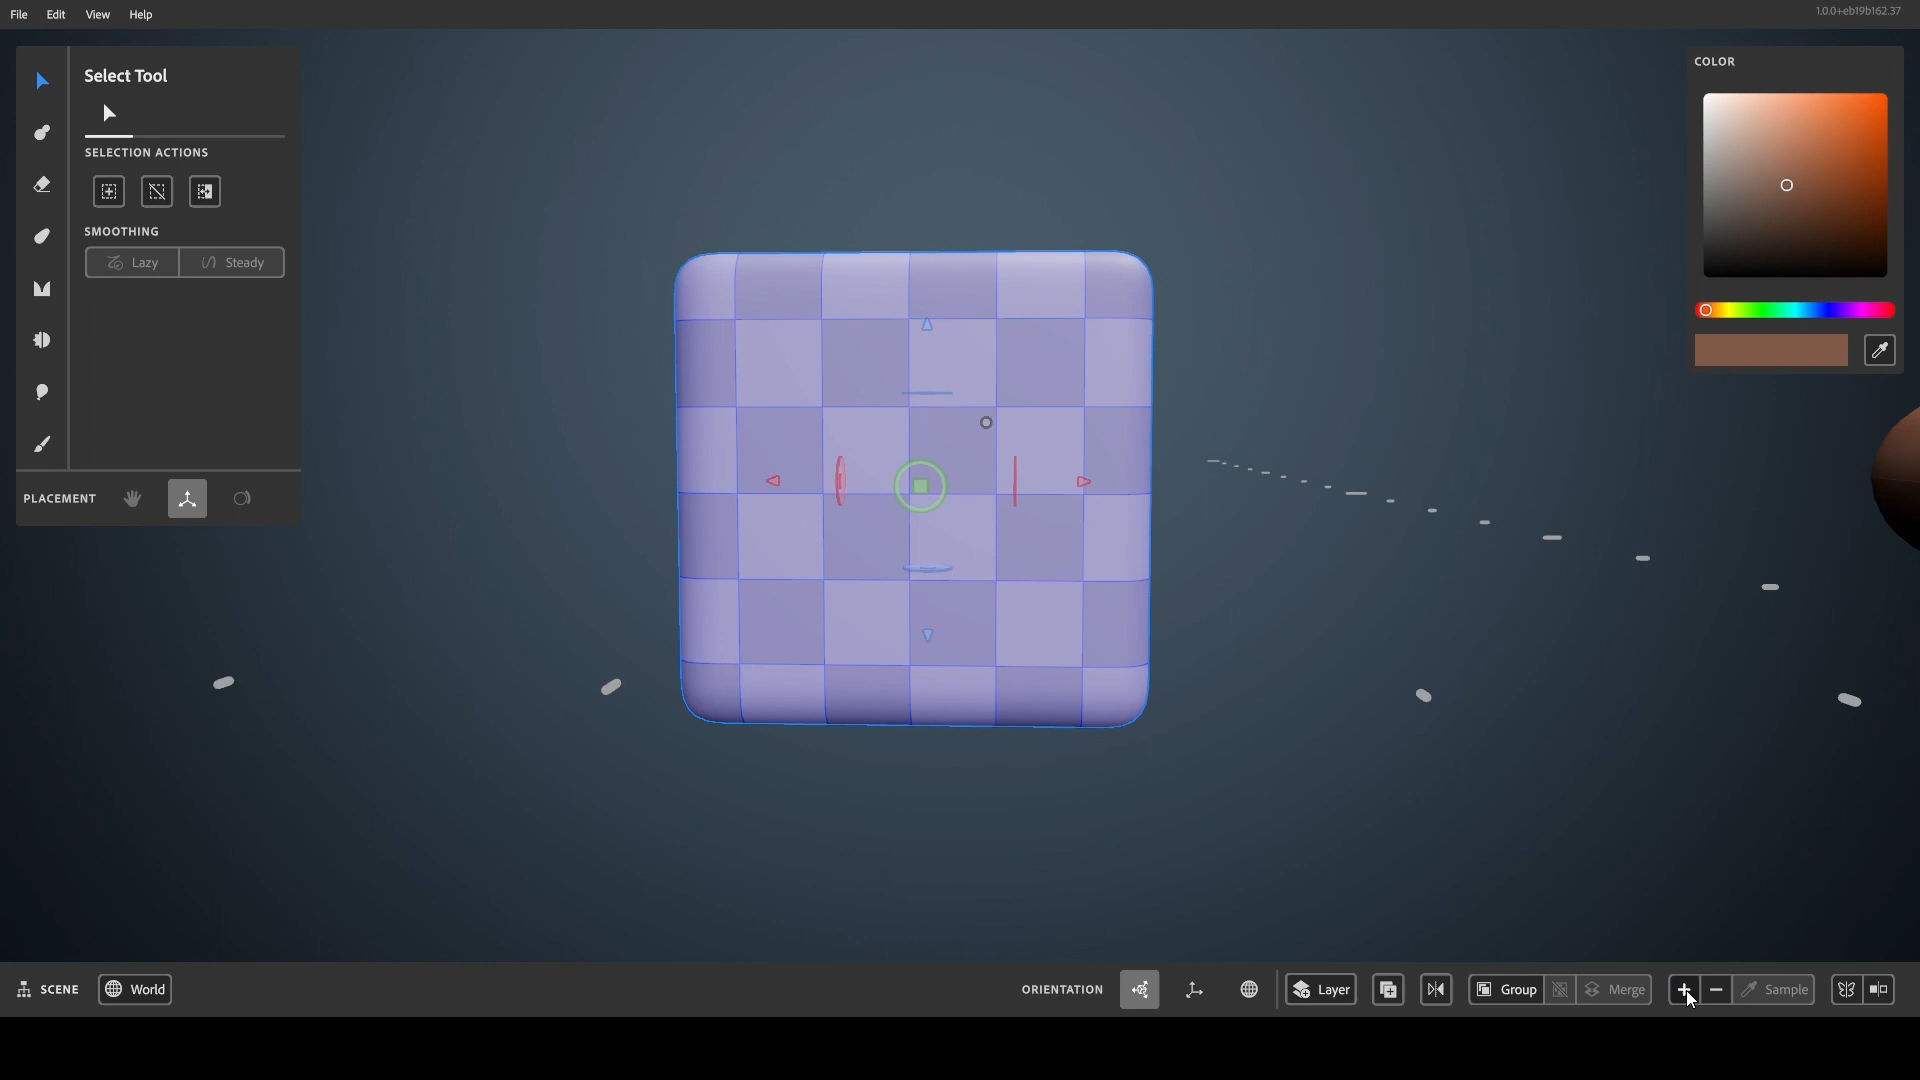 File Edit View Help
1.0.0+eb19b162.37
Select Tool
SELECTION ACTIONS
SMOOTHING
Lazy Steady
PLACEMENT
COLOR
SCENE World ORIENTATION Layer Group Merge Sample